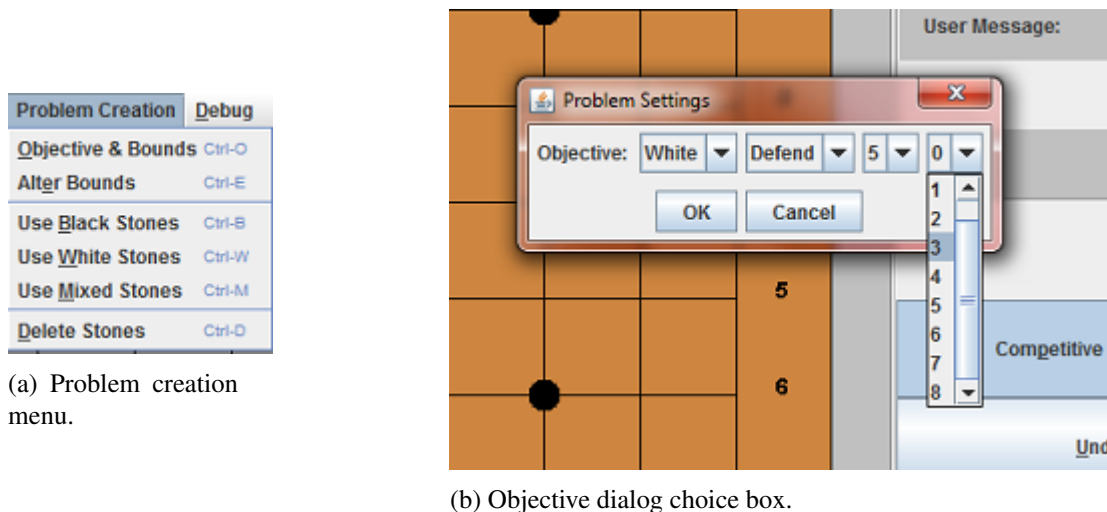 Problem Creation Debug
Objective & Bounds Ctrl-O
Alter Bounds Ctrl-E
Use Black Stones Ctrl-B
Use White Stones Ctrl-W
Use Mixed Stones Ctrl-M
Delete Stones Ctrl-D
(a) Problem creation
menu.
User Message:
Problem Settings
Objective: White Defend 5 0
OK Cancel
1
2
3
4
5
6
7
8
5
6
Competitive
Und
(b) Objective dialog choice box.